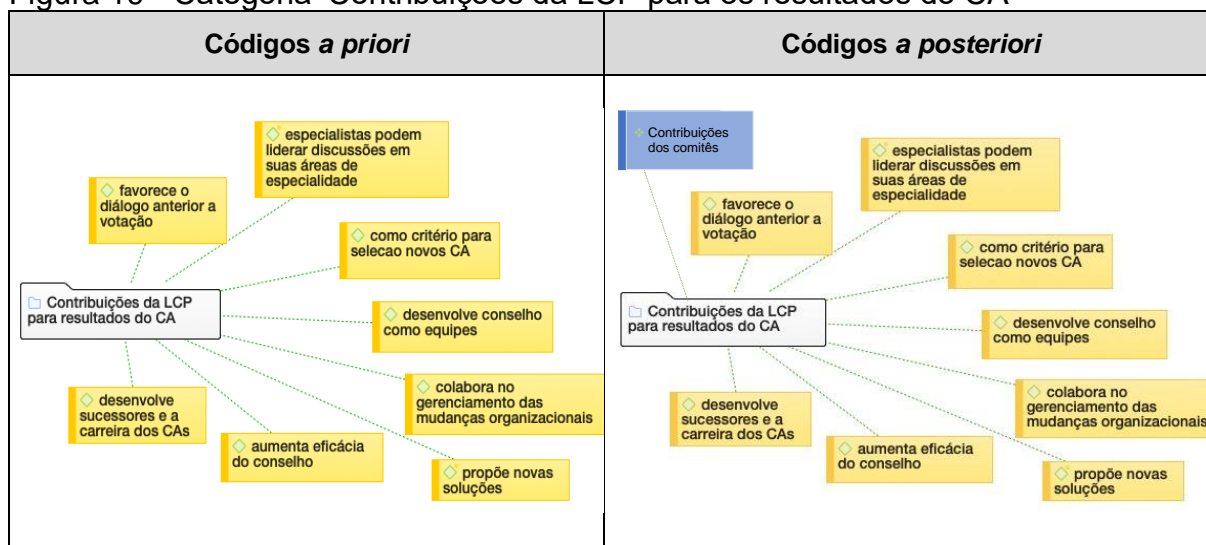 Códigos a priori
especialistas podem
liderar discussões em
suas áreas de
especialidade
favorece o
diálogo anterior a
votação
como critério para
selecao novos CA
Contribuições da LCP
para resultados do CA
desenvolve conselho
como equipes
colabora no
gerenciamento das
mudanças organizacionais
desenvolve
sucessores e a
carreira dos CAs
aumenta eficácia
do conselho
propõe novas
soluções
Códigos a posteriori
Contribuições
dos comitês
especialistas podem
liderar discussões em
suas áreas de
especialidade
favorece o
diálogo anterior a
votação
como critério para
selecao novos CA
Contribuições da LCP
para resultados do CA
desenvolve conselho
como equipes
colabora no
gerenciamento das
mudanças organizacionais
desenvolve
sucessores e a
carreira dos CAs
aumenta eficácia
do conselho
propõe novas
soluções